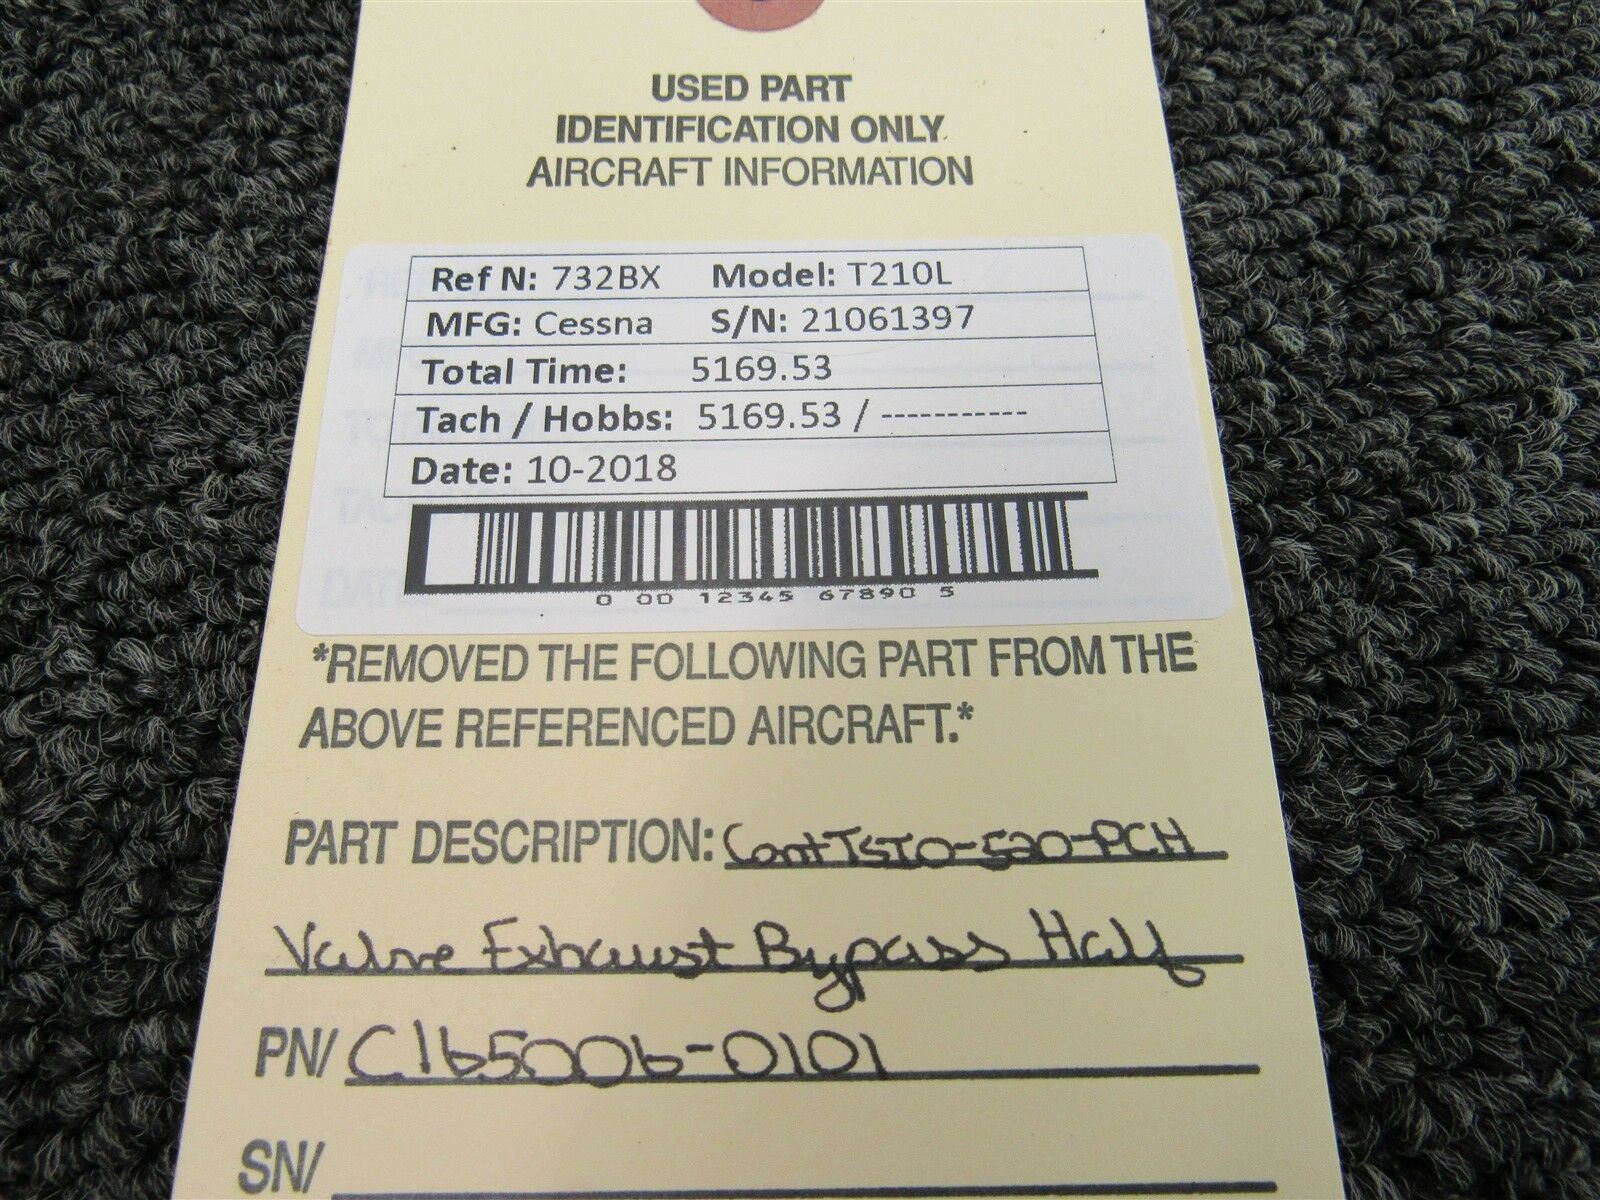 USED PART
IDENTIFICATION ONLY
AIRCRAFT INFORMATION
Ref N: 732BX Model: T210L
MFG: Cessna S/N: 21061397
Total Time: 5169.53
Tach / Hobbs: 5169.53 / -----------
Date: 10-2018
0 00 12345 67890 5
*REMOVED THE FOLLOWING PART FROM THE
ABOVE REFERENCED AIRCRAFT.*
PART DESCRIPTION: Cont TSIO-520-PCH
Valve Exhaust Bypass Half
PN/ C165006-0101
SN/